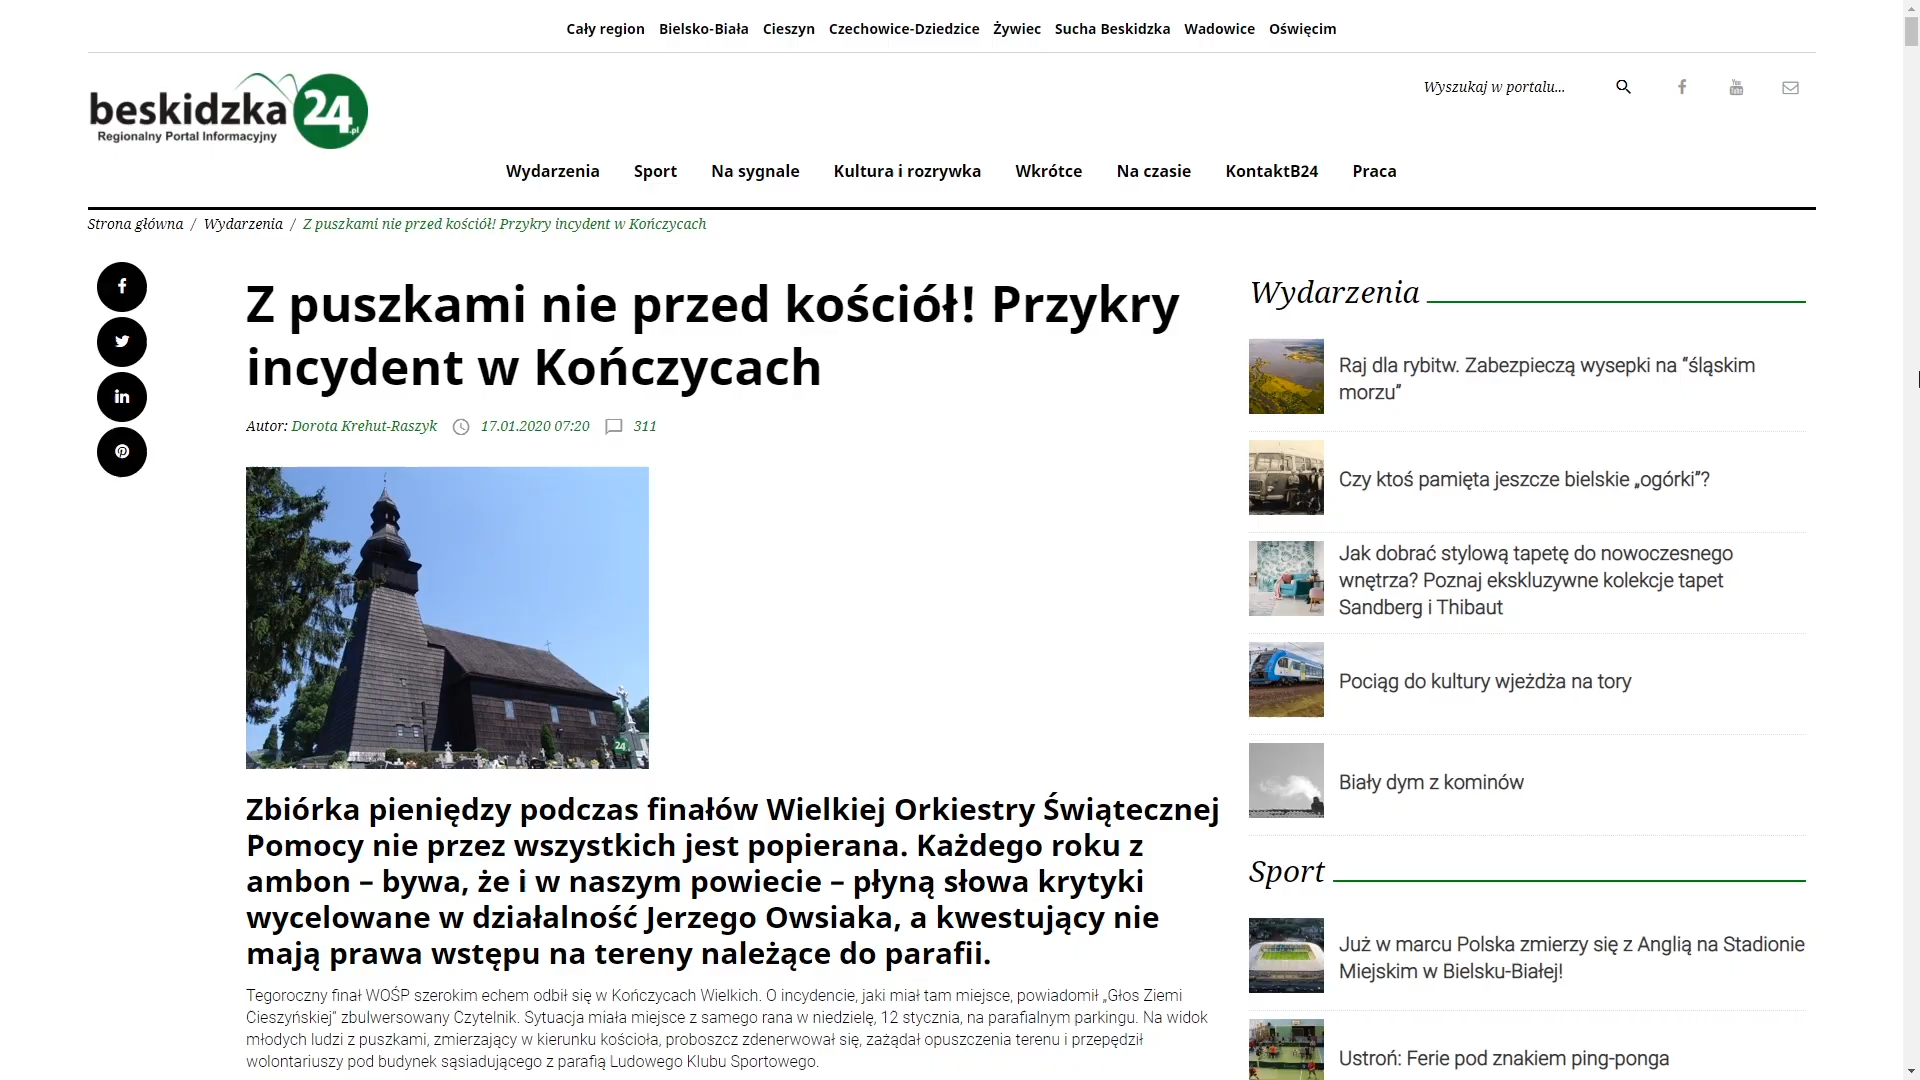 Cały region Bielsko-Biała Cieszyn Czechowice-Dziedzice Żywiec Sucha Beskidzka Wadowice Oświęcim
beskidzka 24.pl
Regionalny Portal Informacyjny
Wyszukaj w portalu...
Wydarzenia Sport Na sygnale Kultura i rozrywka Wkrótce Na czasie KontaktB24 Praca
Strona główna / Wydarzenia / Z puszkami nie przed kościół! Przykry incydent w Kończycach
Z puszkami nie przed kościół! Przykry
incydent w Kończycach
Autor: Dorota Krehut-Raszyk 17.01.2020 07:20 311
24
Zbiórka pieniędzy podczas finałów Wielkiej Orkiestry Świątecznej
Pomocy nie przez wszystkich jest popierana. Każdego roku z
ambon – bywa, że i w naszym powiecie – płyną słowa krytyki
wycelowane w działalność Jerzego Owsiaka, a kwestujący nie
mają prawa wstępu na tereny należące do parafii.
Tegoroczny finał WOŚP szerokim echem odbił się w Kończycach Wielkich. O incydencie, jaki miał tam miejsce, powiadomił „Głos Ziemi
Cieszyńskiej" zbulwersowany Czytelnik. Sytuacja miała miejsce z samego rana w niedzielę, 12 stycznia, na parafialnym parkingu. Na widok
młodych ludzi z puszkami, zmierzający w kierunku kościoła, proboszcz zdenerwował się, zażądał opuszczenia terenu i przepędził
wolontariuszy pod budynek sąsiadującego z parafią Ludowego Klubu Sportowego.
Wydarzenia
Raj dla rybitw. Zabezpieczą wysepki na “śląskim
morzu”
Czy ktoś pamięta jeszcze bielskie „ogórki”?
Jak dobrać stylową tapetę do nowoczesnego
wnętrza? Poznaj ekskluzywne kolekcje tapet
Sandberg i Thibaut
Pociąg do kultury wjeżdża na tory
Biały dym z kominów
Sport
Już w marcu Polska zmierzy się z Anglią na Stadionie
Miejskim w Bielsku-Białej!
Ustroń: Ferie pod znakiem ping-ponga